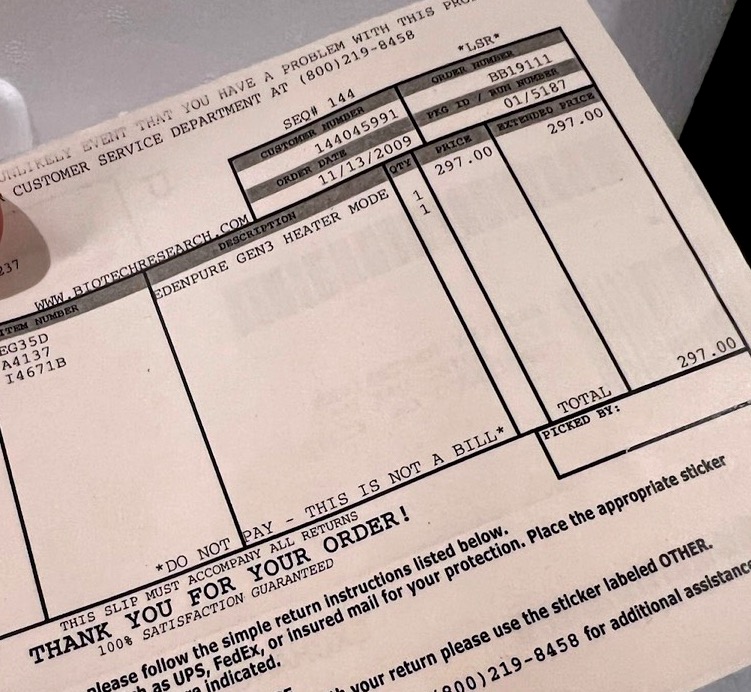 UNLIKELY EVENT THAT YOU HAVE A PROBLEM WITH THIS
CUSTOMER SERVICE DEPARTMENT AT (800)219-8458
*LSR*
SEQ# 144
ORDER NUMBER
BB19111
CUSTOMER NUMBER
144045991
PKG ID / RUN NUMBER
01/5187
ORDER DATE
11/13/2009
237
WWW.BIOTECHRESEARCH.COM
ITEM NUMBER DESCRIPTION QTY PRICE EXTENDED PRICE
EG35D EDENPURE GEN3 HEATER MODE 1 297.00 297.00
A4137 1
I4671B
*DO NOT PAY - THIS IS NOT A BILL* TOTAL 297.00
PICKED BY:
THIS SLIP MUST ACCOMPANY ALL RETURNS
THANK YOU FOR YOUR ORDER!
100% SATISFACTION GUARANTEED
please follow the simple return instructions listed below.
as UPS, FedEx, or insured mail for your protection. Place the appropriate sticker
indicated.
your return please use the sticker labeled OTHER.
800)219-8458 for additional assistance